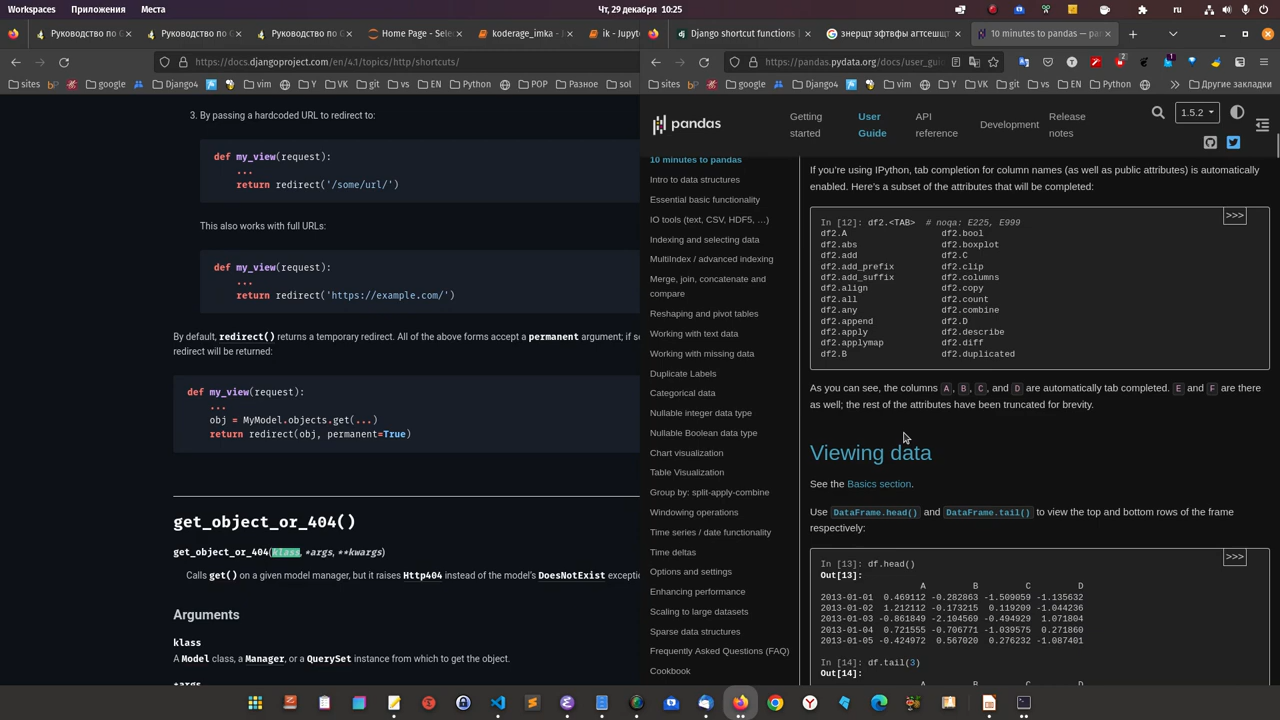 Workspaces Приложения Места
Чт, 29 декабря 10:25
ru
Руководство по G
Руководство по G
Руководство по G
Home Page - Selec
koderage_imka - J
ik - Jupyte
https://docs.djangoproject.com/en/4.1/topics/http/shortcuts/
sites
google
Django4
vim
Y
VK
git
vs
EN
Python
POP
Разное
sol
3. By passing a hardcoded URL to redirect to:
def my_view(request):
...
return redirect('/some/url/')
This also works with full URLs:
def my_view(request):
...
return redirect('https://example.com/')
By default, redirect() returns a temporary redirect. All of the above forms accept a permanent argument; if se
redirect will be returned:
def my_view(request):
...
obj = MyModel.objects.get(...)
return redirect(obj, permanent=True)
get_object_or_404()
get_object_or_404(klass, *args, **kwargs)
Calls get() on a given model manager, but it raises Http404 instead of the model's DoesNotExist exceptio
Arguments
klass
A Model class, a Manager, or a QuerySet instance from which to get the object.
*args
Django shortcut functions |
знерщт зфтвфы агтсешщт
10 minutes to pandas — pan
https://pandas.pydata.org/docs/user_gui
sites
google
Django4
vim
Y
VK
git
vs
EN
Python
Другие закладки
pandas
Getting started
User Guide
API reference
Development
Release notes
1.5.2
10 minutes to pandas
Intro to data structures
Essential basic functionality
IO tools (text, CSV, HDF5, …)
Indexing and selecting data
MultiIndex / advanced indexing
Merge, join, concatenate and
compare
Reshaping and pivot tables
Working with text data
Working with missing data
Duplicate Labels
Categorical data
Nullable integer data type
Nullable Boolean data type
Chart visualization
Table Visualization
Group by: split-apply-combine
Windowing operations
Time series / date functionality
Time deltas
Options and settings
Enhancing performance
Scaling to large datasets
Sparse data structures
Frequently Asked Questions (FAQ)
Cookbook
If you're using IPython, tab completion for column names (as well as public attributes) is automatically
enabled. Here's a subset of the attributes that will be completed:
>>>
In [12]: df2.<TAB> # noqa: E225, E999
df2.A df2.bool
df2.abs df2.boxplot
df2.add df2.C
df2.add_prefix df2.clip
df2.add_suffix df2.columns
df2.align df2.copy
df2.all df2.count
df2.any df2.combine
df2.append df2.D
df2.apply df2.describe
df2.applymap df2.diff
df2.B df2.duplicated
As you can see, the columns A, B, C, and D are automatically tab completed. E and F are there
as well; the rest of the attributes have been truncated for brevity.
Viewing data
See the Basics section.
Use DataFrame.head() and DataFrame.tail() to view the top and bottom rows of the frame
respectively:
>>>
In [13]: df.head()
Out[13]:
A B C D
2013-01-01 0.469112 -0.282863 -1.509059 -1.135632
2013-01-02 1.212112 -0.173215 0.119209 -1.044236
2013-01-03 -0.861849 -2.104569 -0.494929 1.071804
2013-01-04 0.721555 -0.706771 -1.039575 0.271860
2013-01-05 -0.424972 0.567020 0.276232 -1.087401
In [14]: df.tail(3)
Out[14]:
A B C D